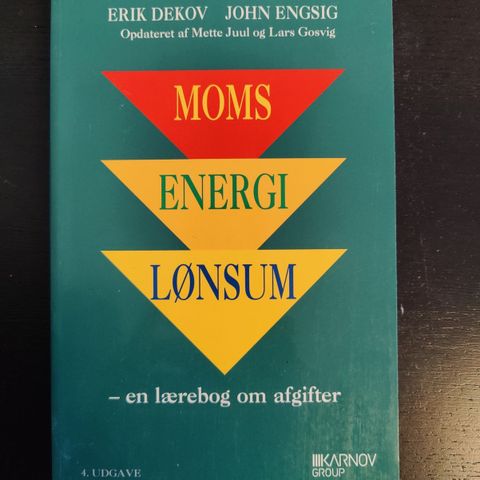 ERIK DEKOV JOHN ENGSIG
Opdateret af Mette Juul og Lars Gosvig
MOMS
ENERGI
LØNSUM
– en lærebog om afgifter
4. UDGAVE
KARNOV
GROUP